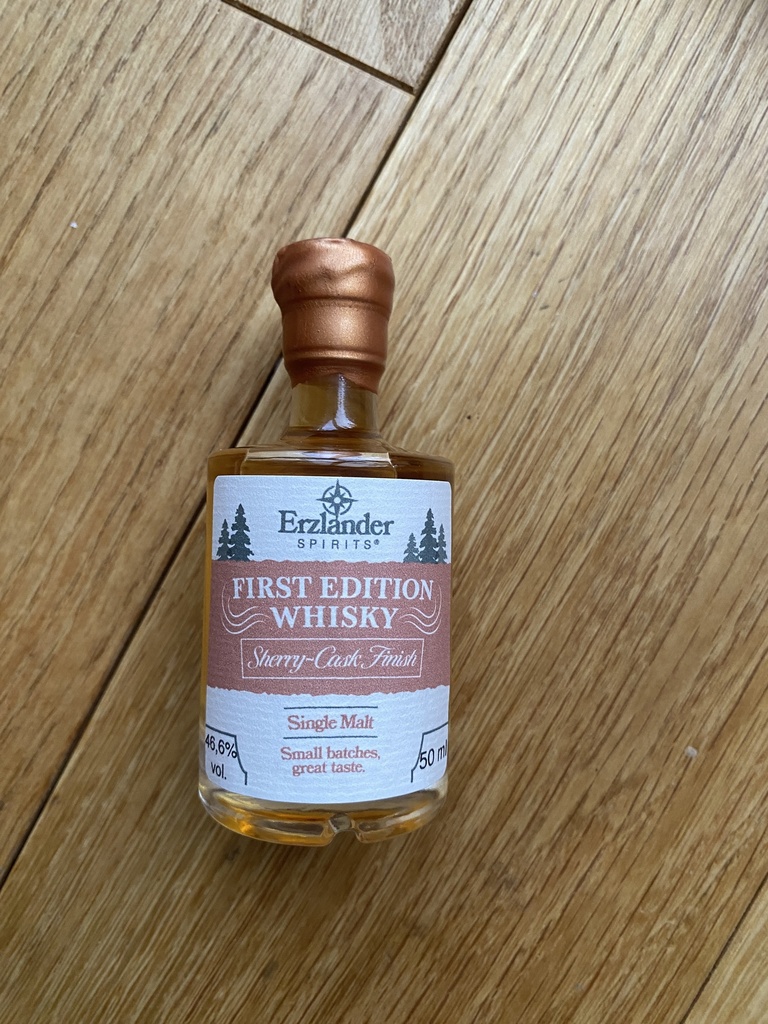 Erzlander
SPIRITS®
FIRST EDITION
WHISKY
Sherry-Cask Finish
Single Malt
Small batches,
great taste.
46,6%
vol.
50 ml